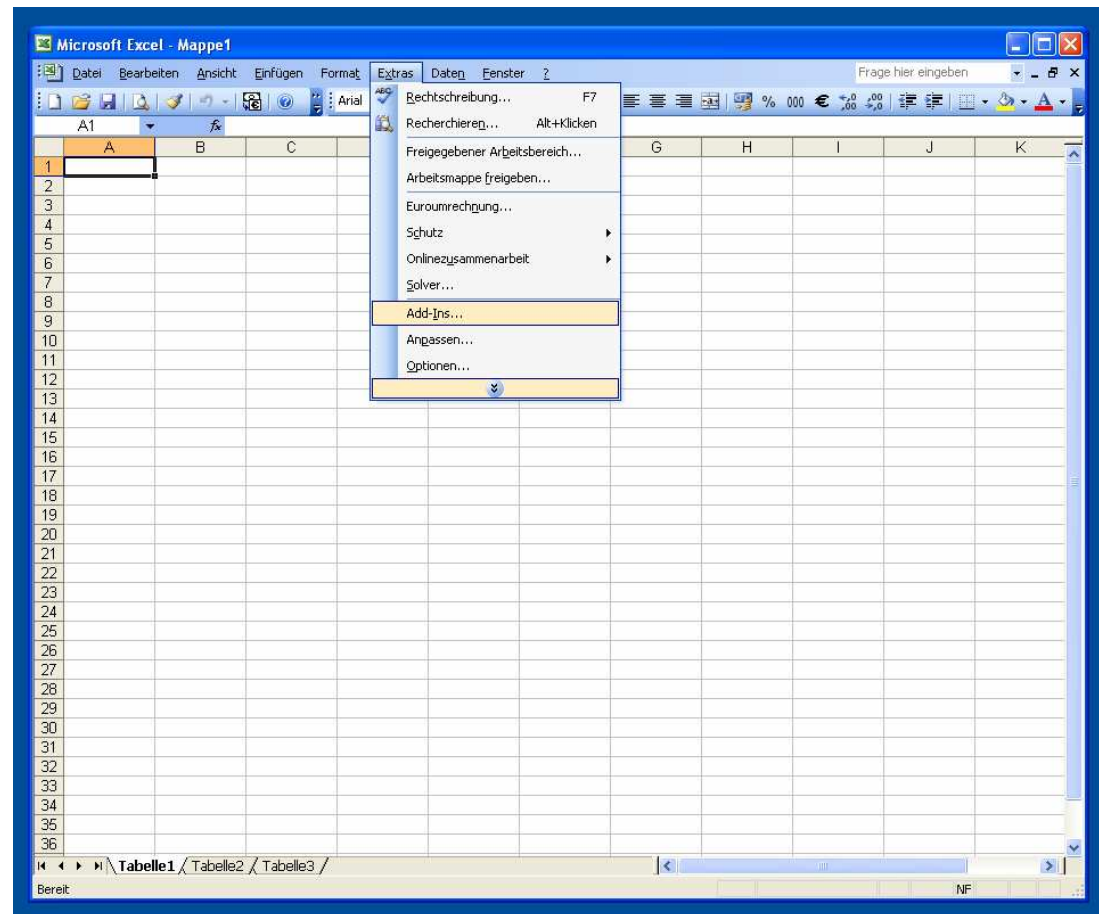 Microsoft Excel - Mappe1
Datei Bearbeiten Ansicht Einfügen Format Extras Daten Fenster ? Frage hier eingeben
Arial % 000 €
A1 fx
A B C G H I J K
Rechtschreibung... F7
Recherchieren... Alt+Klicken
Freigegebener Arbeitsbereich...
Arbeitsmappe freigeben...
Euroumrechnung...
Schutz
Onlinezusammenarbeit
Solver...
Add-Ins...
Anpassen...
Optionen...
1
2
3
4
5
6
7
8
9
10
11
12
13
14
15
16
17
18
19
20
21
22
23
24
25
26
27
28
29
30
31
32
33
34
35
36
Tabelle1 / Tabelle2 / Tabelle3 /
Bereit NF